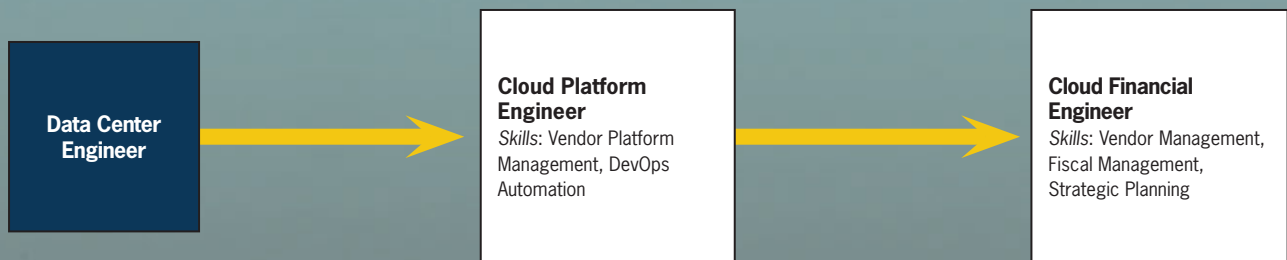 Data Center
Engineer
Cloud Platform
Engineer
Skills: Vendor Platform
Management, DevOps
Automation
Cloud Financial
Engineer
Skills: Vendor Management,
Fiscal Management,
Strategic Planning